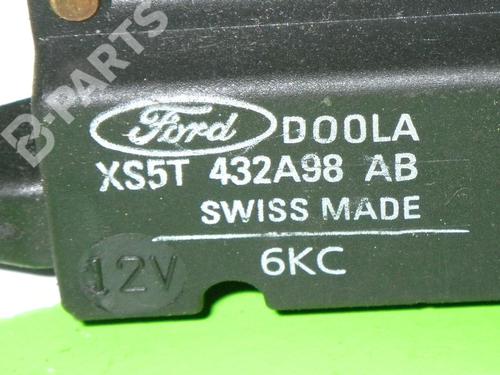 B-PARTS
Ford DOOLA
XS5T 432A98 AB
SWISS MADE
12V 6KC